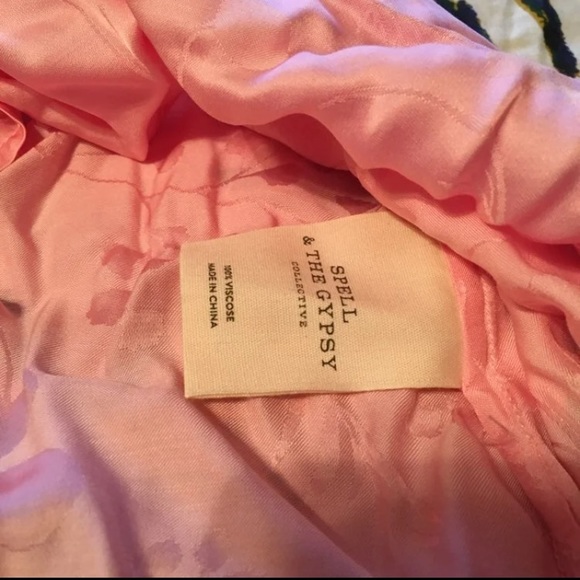 SPELL
& THE GYPSY
COLLECTIVE
100% VISCOSE
MADE IN CHINA